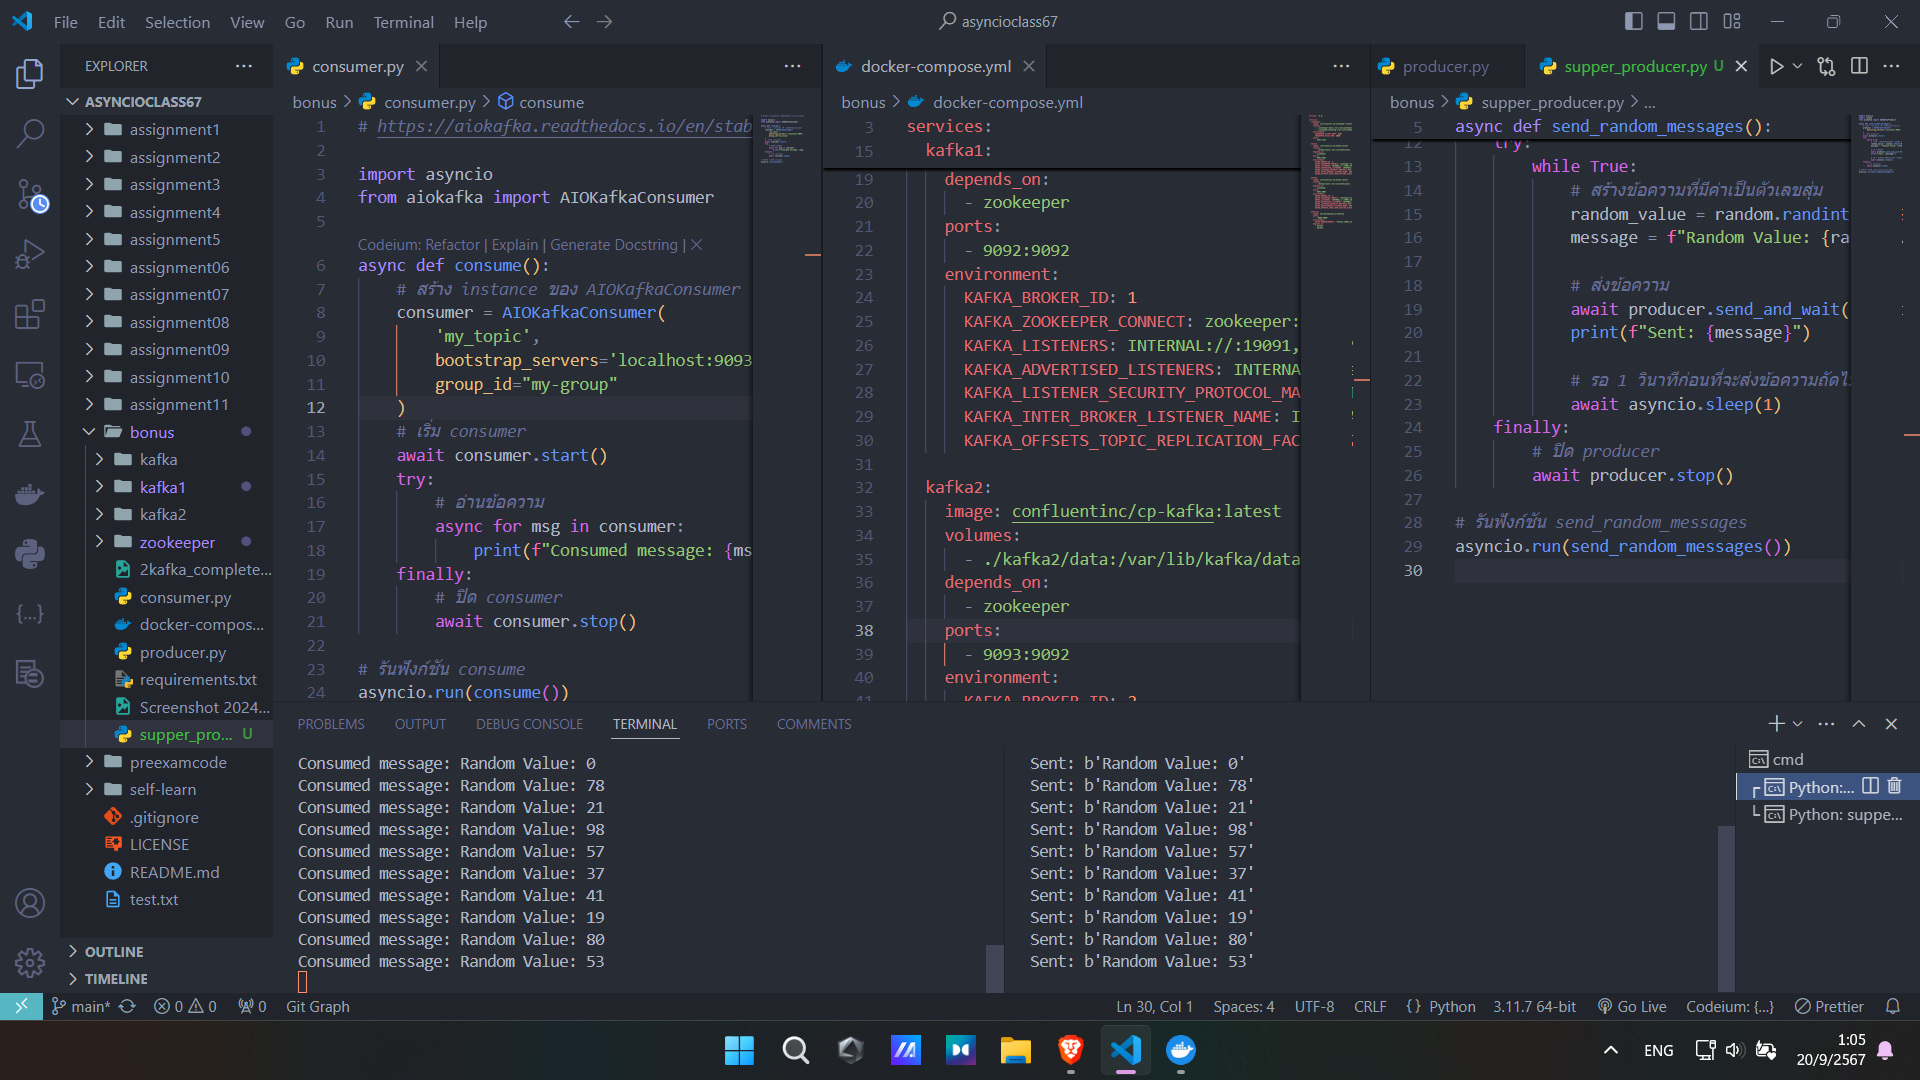 File Edit Selection View Go Run Terminal Help
asyncioclass67
EXPLORER
ASYNCIOCLASS67
assignment1
assignment2
assignment3
assignment4
assignment5
assignment06
assignment07
assignment08
assignment09
assignment10
assignment11
bonus
kafka
kafka1
kafka2
zookeeper
2kafka_complete...
consumer.py
docker-compos...
producer.py
requirements.txt
Screenshot 2024...
supper_pro... U
preexamcode
self-learn
.gitignore
LICENSE
README.md
test.txt
OUTLINE
TIMELINE
consumer.py
bonus > consumer.py > consume
1 # https://aiokafka.readthedocs.io/en/stab
2
3 import asyncio
4 from aiokafka import AIOKafkaConsumer
5
Codeium: Refactor | Explain | Generate Docstring | X
6 async def consume():
7 # สร้าง instance ของ AIOKafkaConsumer
8 consumer = AIOKafkaConsumer(
9 'my_topic',
10 bootstrap_servers='localhost:9093
11 group_id="my-group"
12 )
13 # เริ่ม consumer
14 await consumer.start()
15 try:
16 # อ่านข้อความ
17 async for msg in consumer:
18 print(f"Consumed message: {ms
19 finally:
20 # ปิด consumer
21 await consumer.stop()
22
23 # รันฟังก์ชัน consume
24 asyncio.run(consume())
docker-compose.yml
bonus > docker-compose.yml
3 services:
15 kafka1:
19 depends_on:
20 - zookeeper
21 ports:
22 - 9092:9092
23 environment:
24 KAFKA_BROKER_ID: 1
25 KAFKA_ZOOKEEPER_CONNECT: zookeeper:
26 KAFKA_LISTENERS: INTERNAL://:19091,
27 KAFKA_ADVERTISED_LISTENERS: INTERNA
28 KAFKA_LISTENER_SECURITY_PROTOCOL_MA
29 KAFKA_INTER_BROKER_LISTENER_NAME: I
30 KAFKA_OFFSETS_TOPIC_REPLICATION_FAC
31
32 kafka2:
33 image: confluentinc/cp-kafka:latest
34 volumes:
35 - ./kafka2/data:/var/lib/kafka/data
36 depends_on:
37 - zookeeper
38 ports:
39 - 9093:9092
40 environment:
41 KAFKA_BROKER_ID: 2
producer.py supper_producer.py U
bonus > supper_producer.py > ...
5 async def send_random_messages():
12 try:
13 while True:
14 # สร้างข้อความที่มีค่าเป็นตัวเลขสุ่ม
15 random_value = random.randint
16 message = f"Random Value: {ra
17
18 # ส่งข้อความ
19 await producer.send_and_wait(
20 print(f"Sent: {message}")
21
22 # รอ 1 วินาทีก่อนที่จะส่งข้อความถัดไ
23 await asyncio.sleep(1)
24 finally:
25 # ปิด producer
26 await producer.stop()
27
28 # รันฟังก์ชัน send_random_messages
29 asyncio.run(send_random_messages())
30
PROBLEMS OUTPUT DEBUG CONSOLE TERMINAL PORTS COMMENTS
Consumed message: Random Value: 0
Consumed message: Random Value: 78
Consumed message: Random Value: 21
Consumed message: Random Value: 98
Consumed message: Random Value: 57
Consumed message: Random Value: 37
Consumed message: Random Value: 41
Consumed message: Random Value: 19
Consumed message: Random Value: 80
Consumed message: Random Value: 53
Sent: b'Random Value: 0'
Sent: b'Random Value: 78'
Sent: b'Random Value: 21'
Sent: b'Random Value: 98'
Sent: b'Random Value: 57'
Sent: b'Random Value: 37'
Sent: b'Random Value: 41'
Sent: b'Random Value: 19'
Sent: b'Random Value: 80'
Sent: b'Random Value: 53'
cmd
Python:...
Python: suppe...
main* 0 0 0 Git Graph
Ln 30, Col 1 Spaces: 4 UTF-8 CRLF {} Python 3.11.7 64-bit Go Live Codeium: {...} Prettier
ENG
1:05
20/9/2567